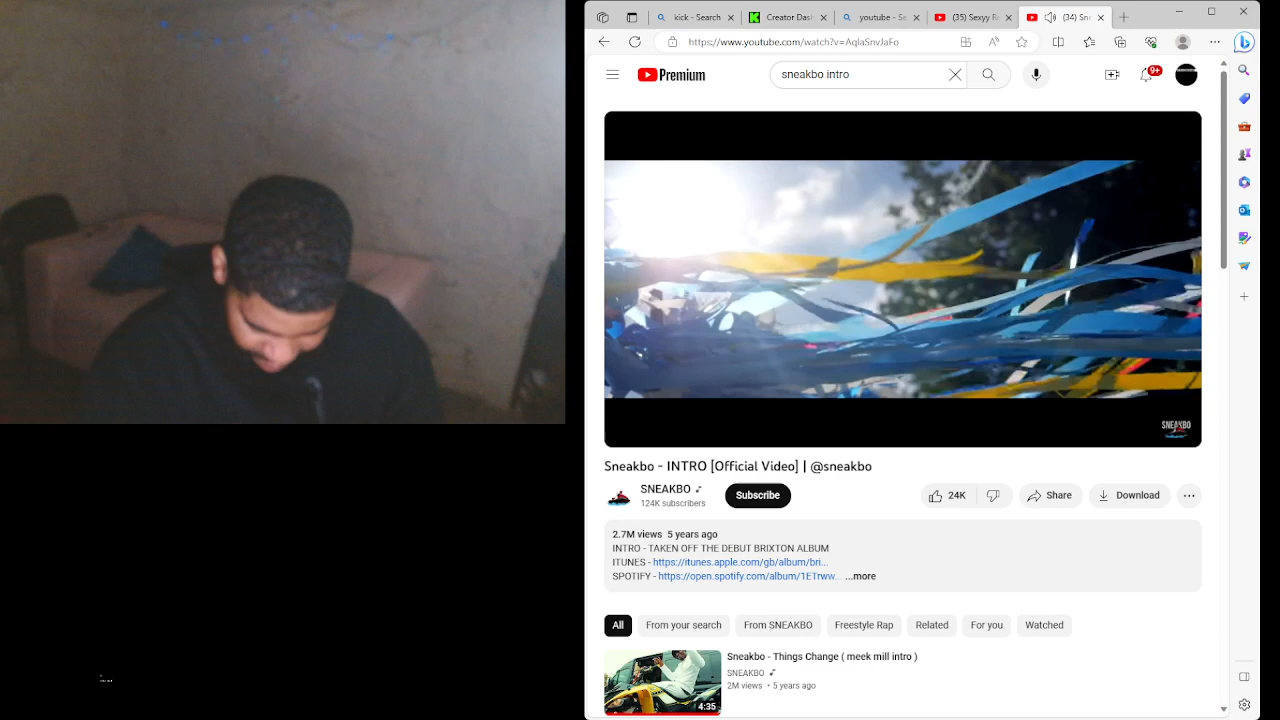 kick - Search
Creator Dash
youtube - Se
(35) Sexyy R
(34) Sne
https://www.youtube.com/watch?v=AqIaSnvJaFo
Premium
sneakbo intro
9+
SNEAKBO
Sneakbo - INTRO [Official Video] | @sneakbo
SNEAKBO
124K subscribers
Subscribe
24K
Share
Download
2.7M views 5 years ago
INTRO - TAKEN OFF THE DEBUT BRIXTON ALBUM
ITUNES - https://itunes.apple.com/gb/album/bri...
SPOTIFY - https://open.spotify.com/album/1ETrww... ...more
All
From your search
From SNEAKBO
Freestyle Rap
Related
For you
Watched
Sneakbo - Things Change ( meek mill intro )
SNEAKBO
2M views • 5 years ago
4:35